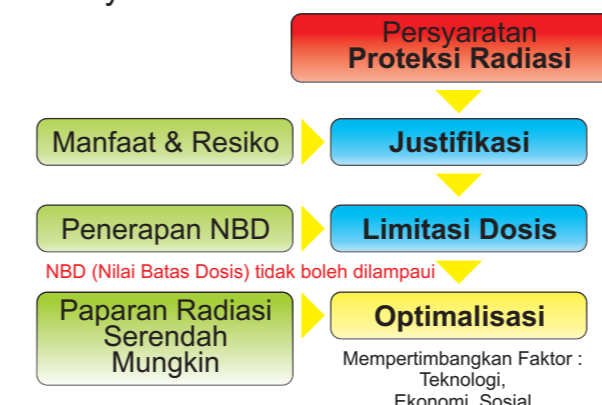 Persyaratan
Proteksi Radiasi
Manfaat & Resiko
Justifikasi
Penerapan NBD
Limitasi Dosis
NBD (Nilai Batas Dosis) tidak boleh dilampaui
Paparan Radiasi
Serendah
Mungkin
Optimalisasi
Mempertimbangkan Faktor :
Teknologi,
Ekonomi, Sosial